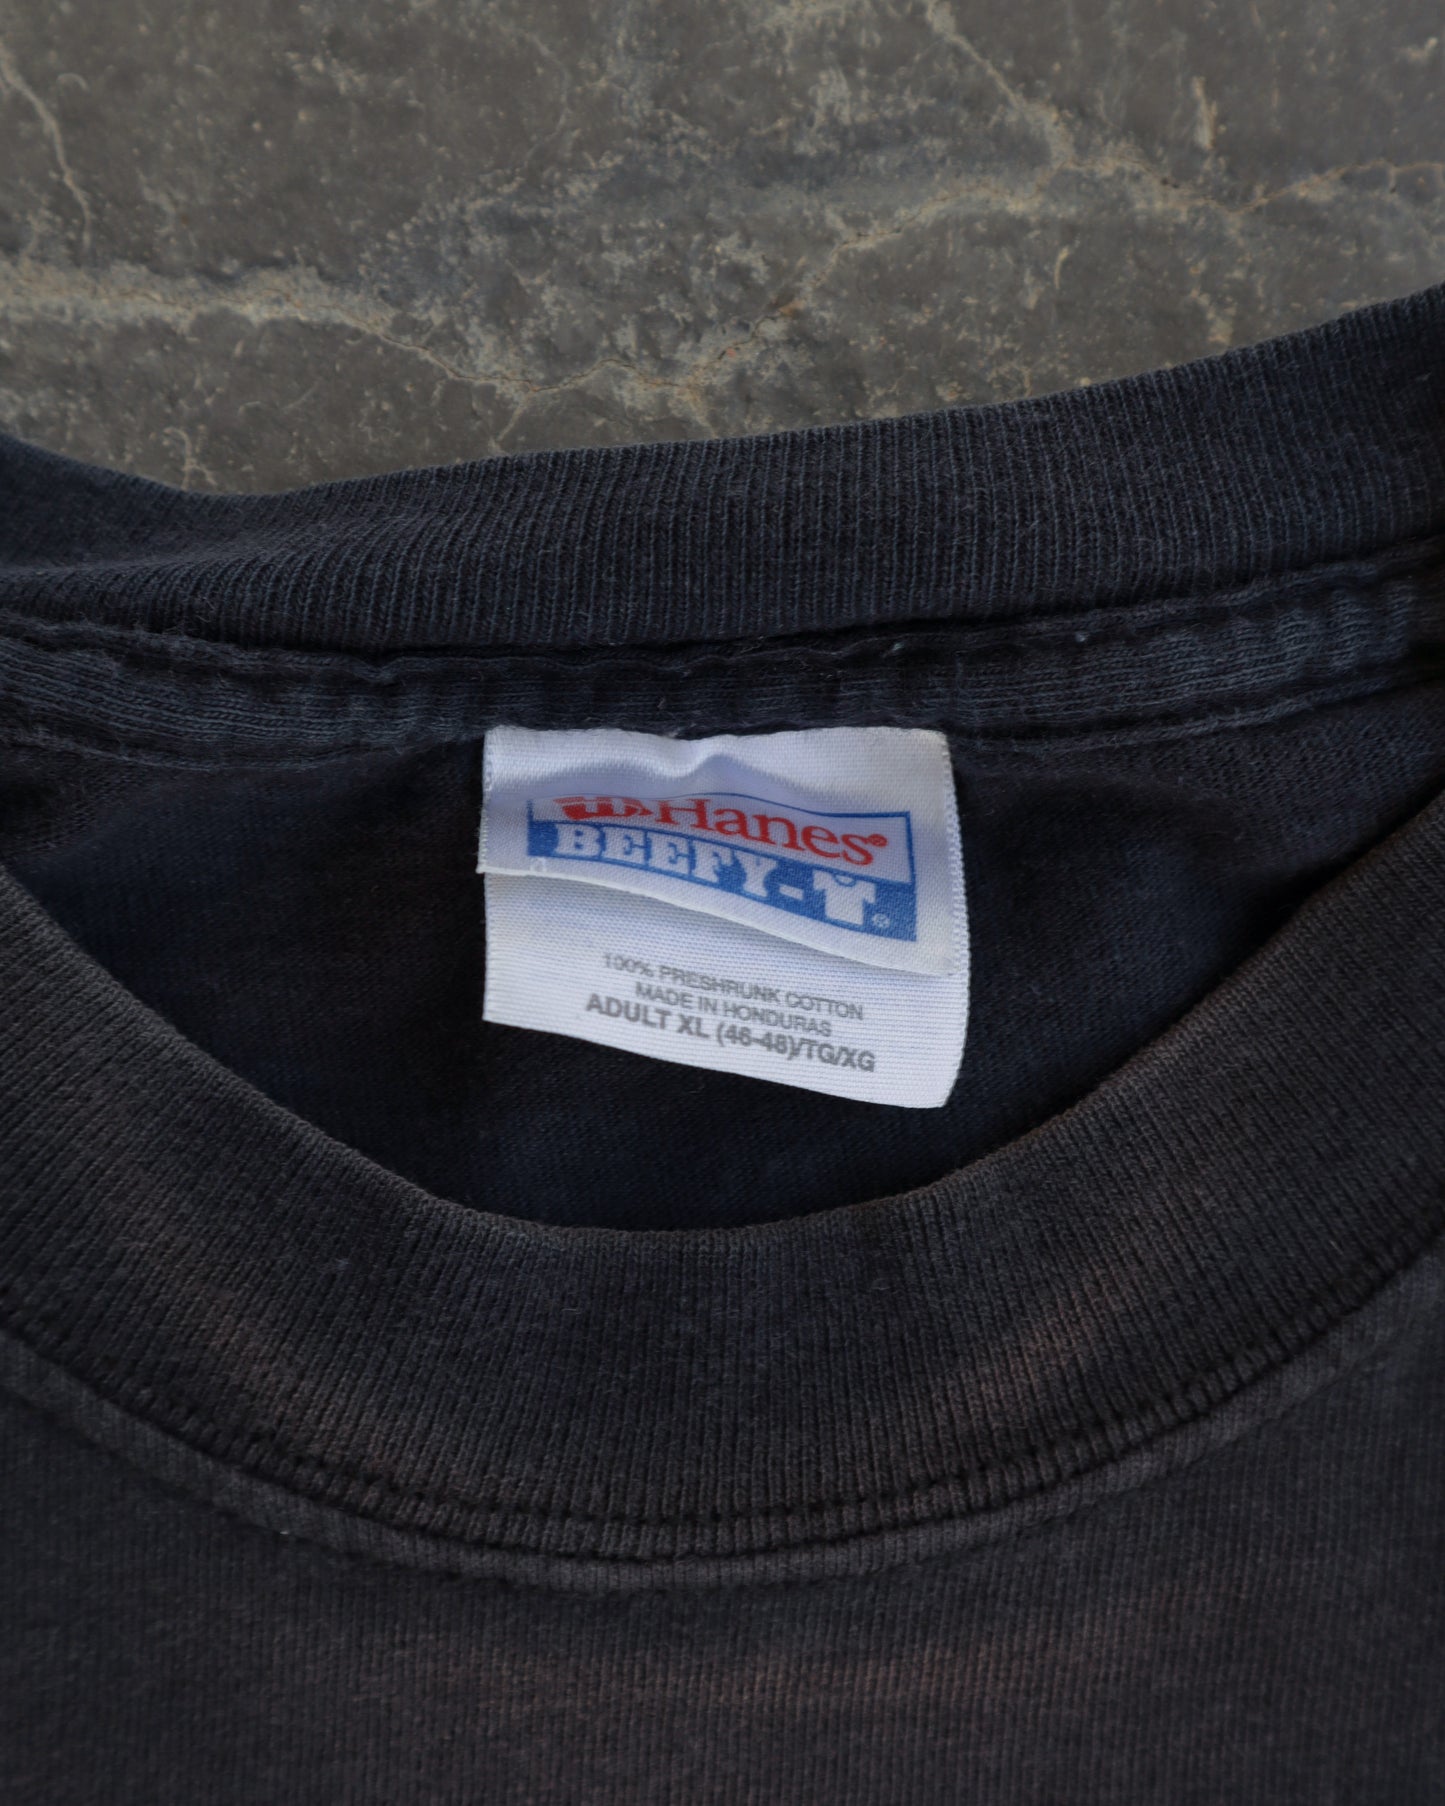 Hanes®
BEEFY-T®
100% PRESHRUNK COTTON
MADE IN HONDURAS
ADULT XL (46-48)/TG/XG